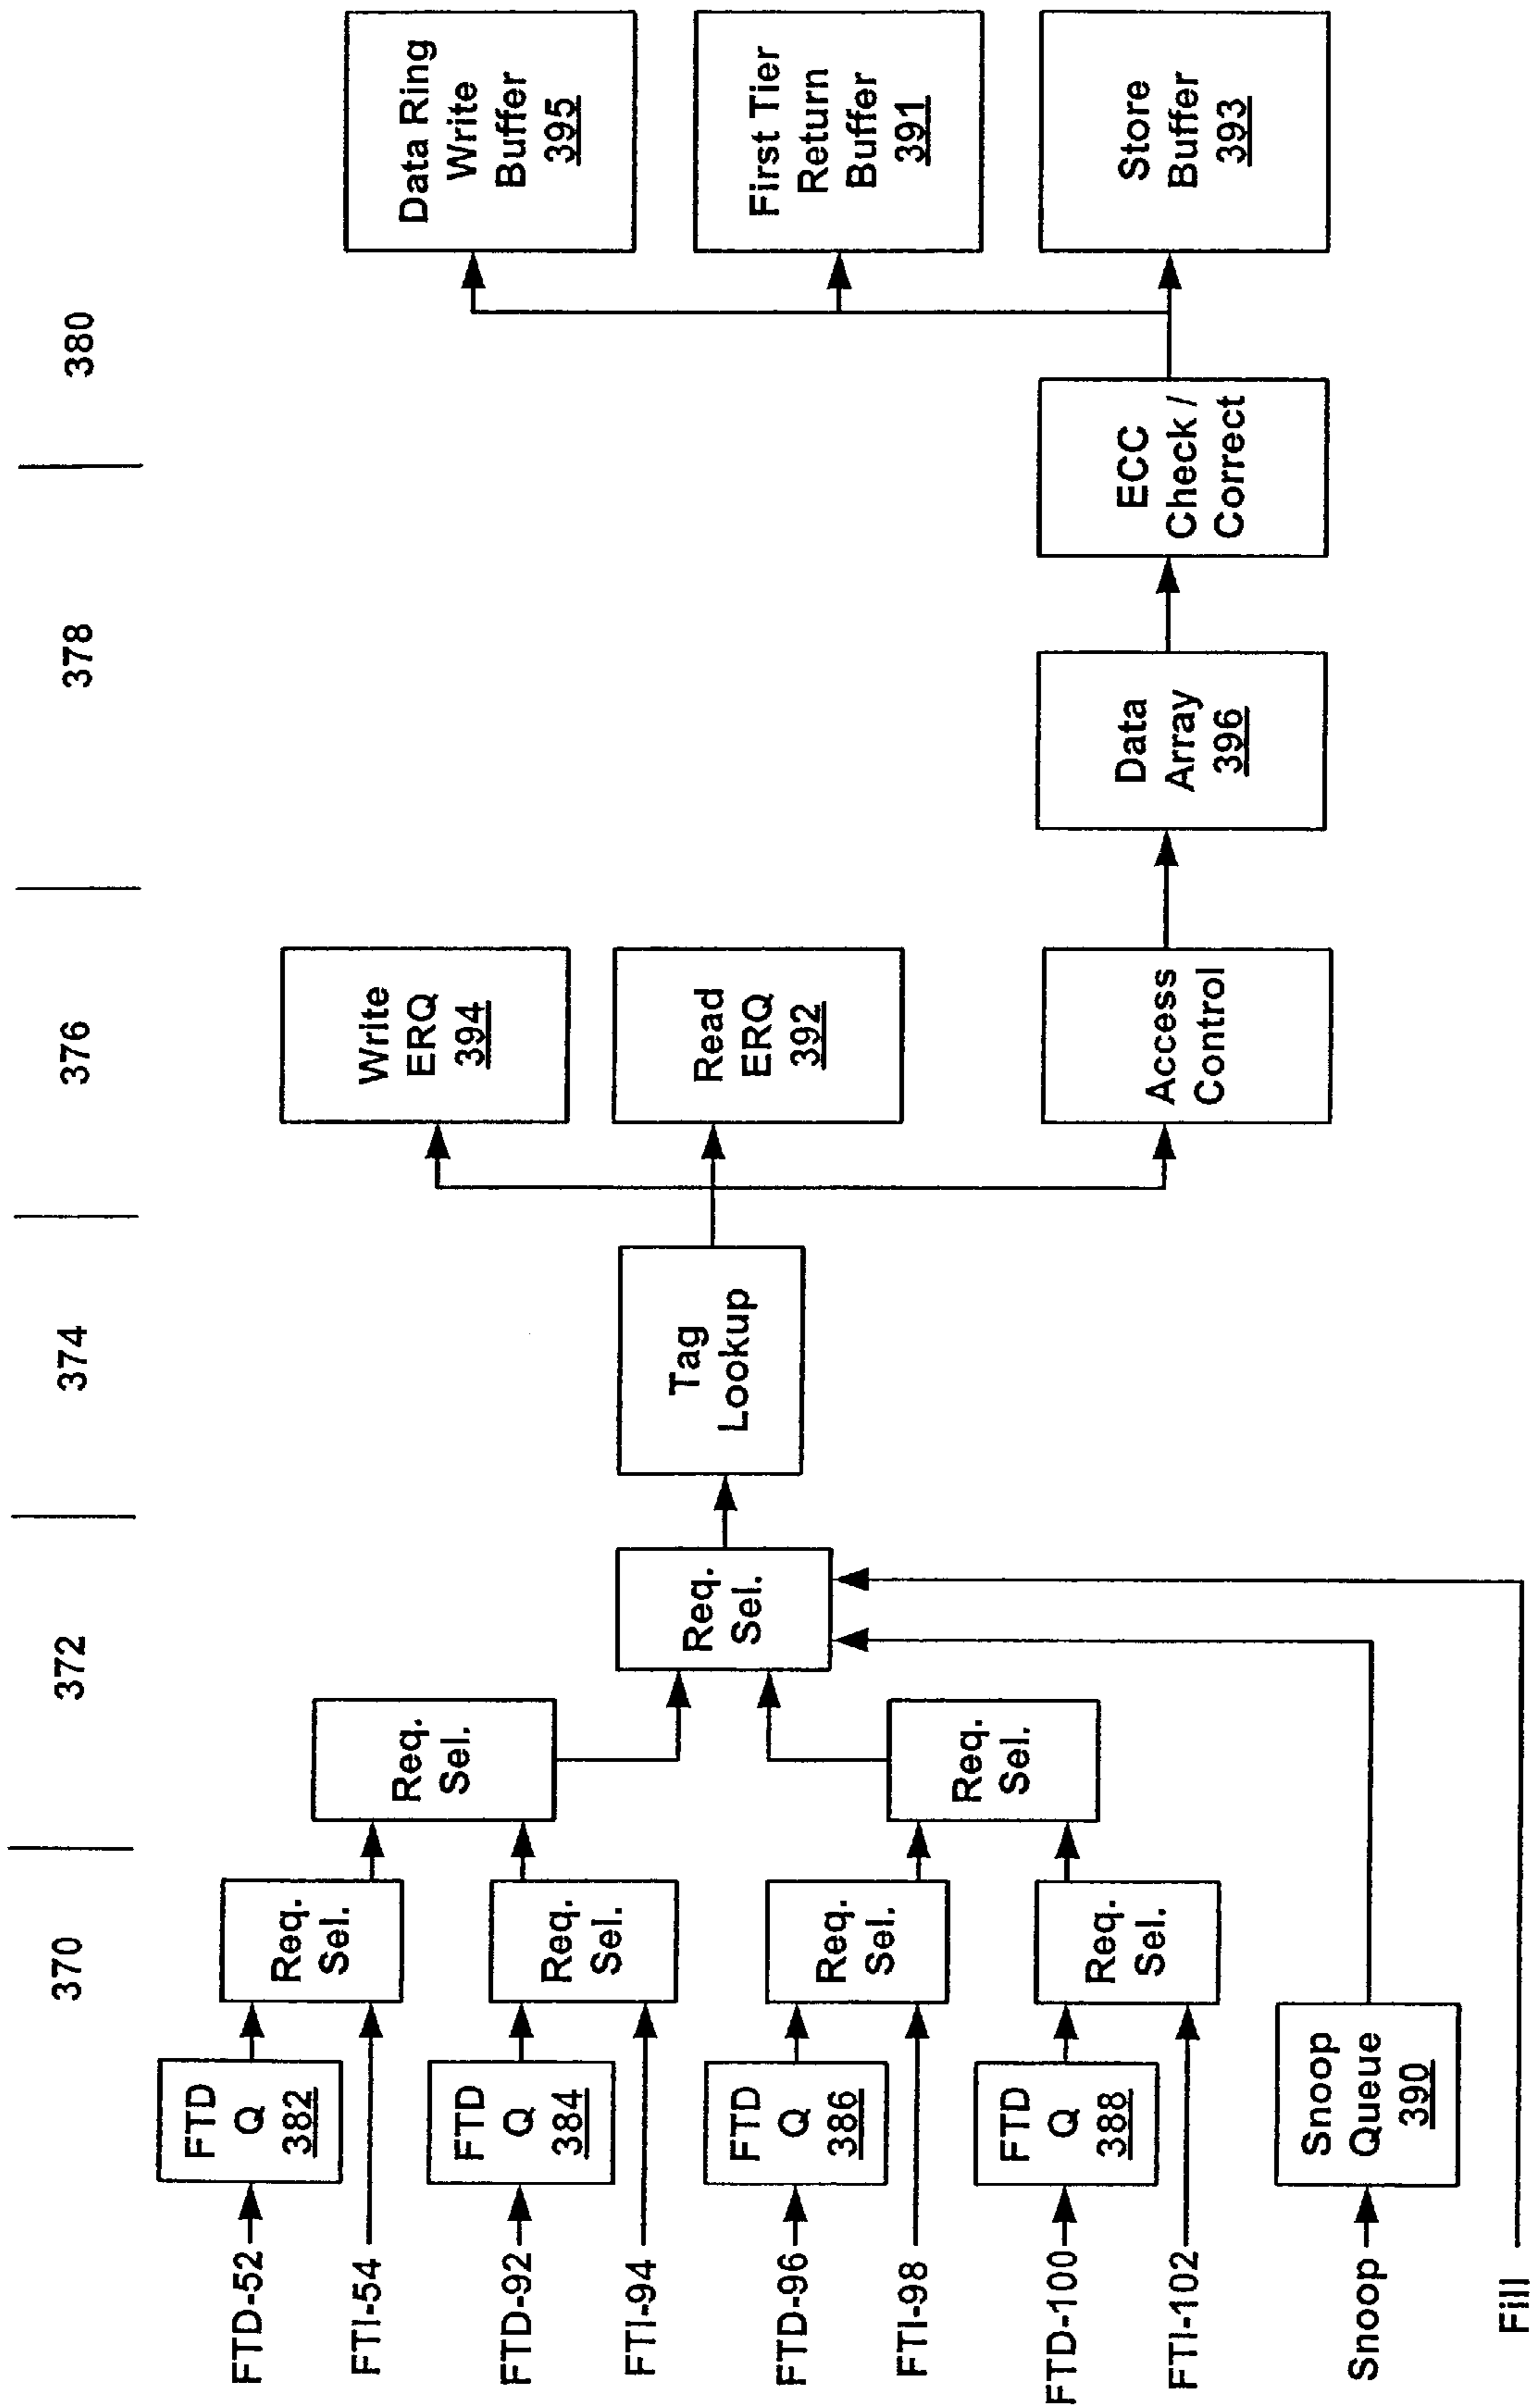 370
372
374
376
378
380
FTD-52
FTD
Q
382
FTI-54
Req.
Sel.
FTD-92
FTD
Q
384
FTI-94
Req.
Sel.
Req.
Sel.
FTD-96
FTD
Q
386
FTI-98
Req.
Sel.
FTD-100
FTD
Q
388
FTI-102
Req.
Sel.
Req.
Sel.
Snoop
Snoop
Queue
390
Fill
Req.
Sel.
Tag
Lookup
Write
ERQ
394
Read
ERQ
392
Access
Control
Data
Array
396
ECC
Check /
Correct
Data Ring
Write
Buffer
395
First Tier
Return
Buffer
391
Store
Buffer
393